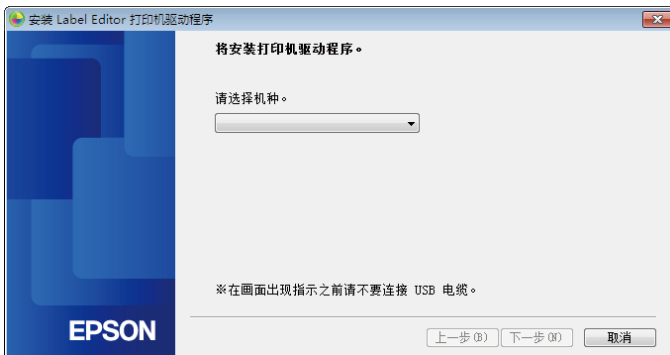 安装 Label Editor 打印机驱动程序
将安装打印机驱动程序。
请选择机种。
※在画面出现指示之前请不要连接 USB 电缆。
EPSON
上一步(B) 下一步(N) 取消